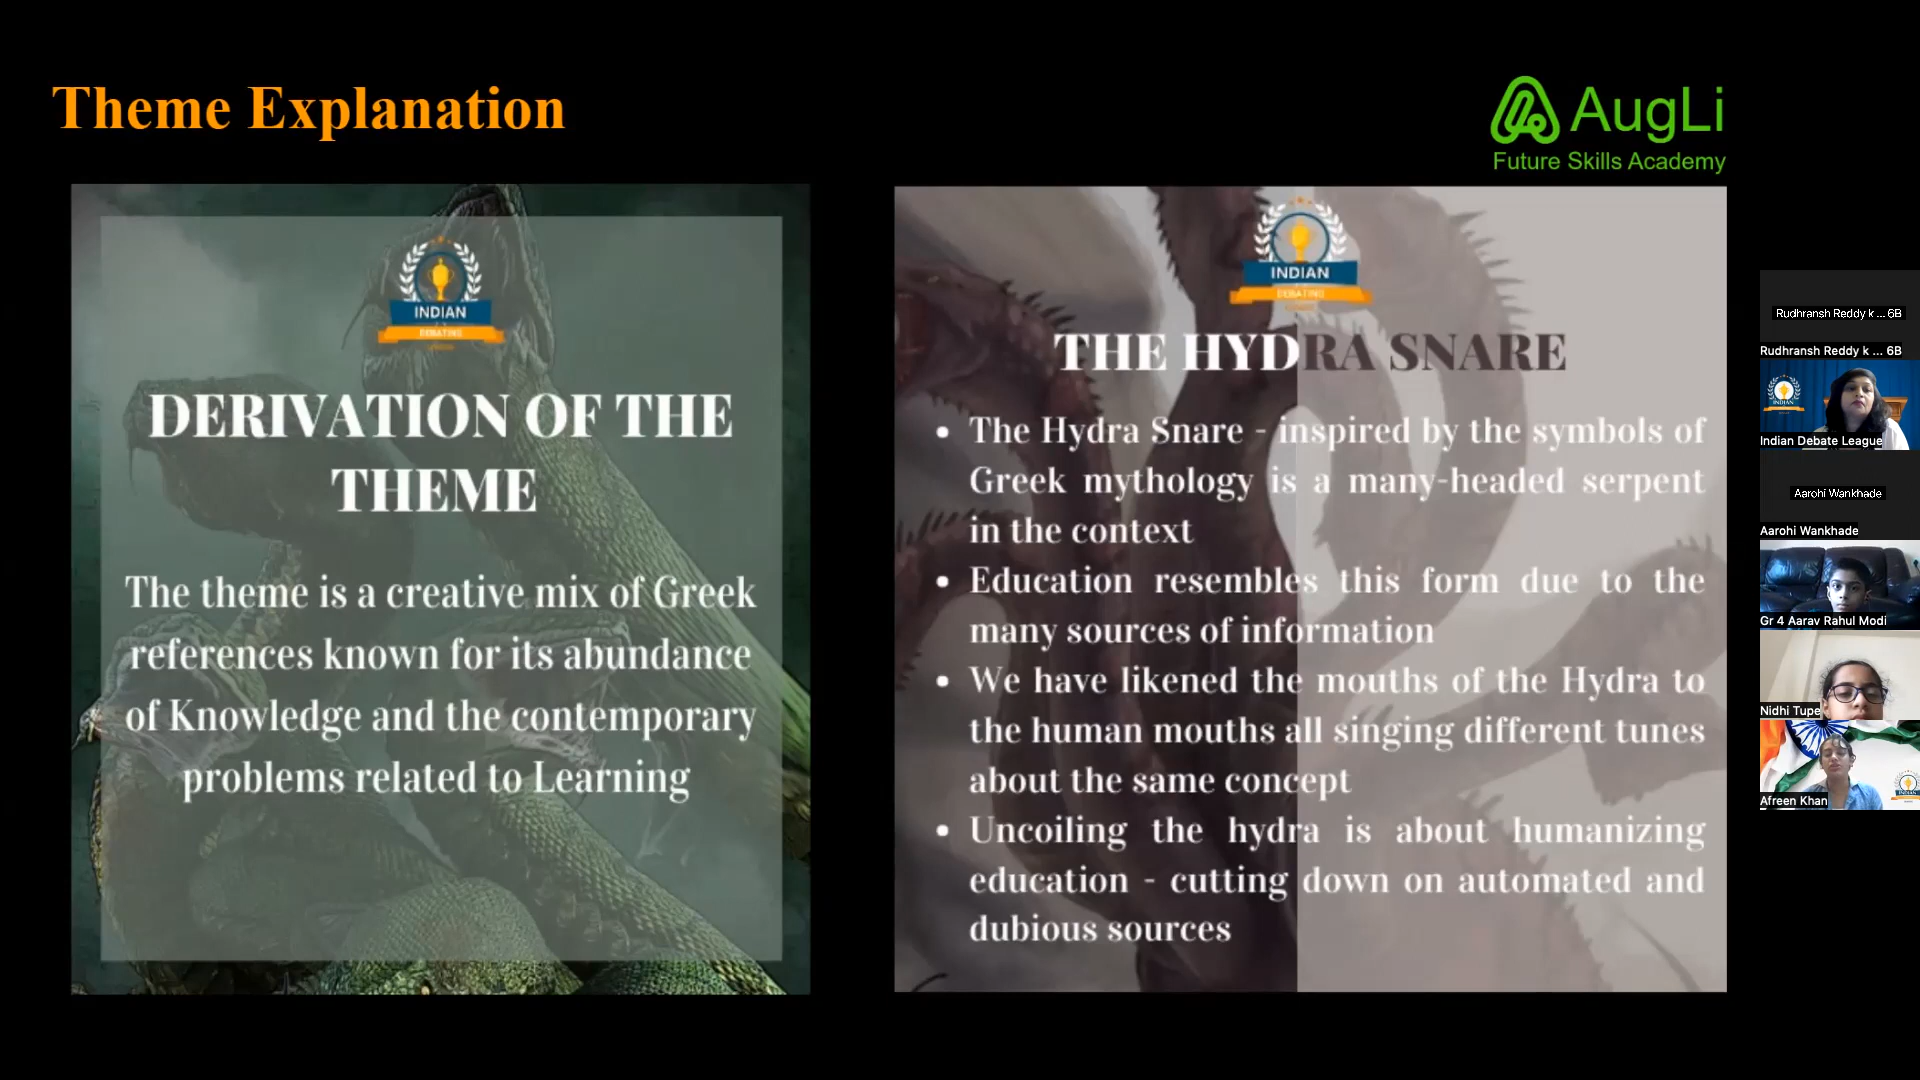 Theme Explanation
AugLi
Future Skills Academy
INDIAN
DEBATING
DERIVATION OF THE
THEME
The theme is a creative mix of Greek
references known for its abundance
of Knowledge and the contemporary
problems related to Learning
INDIAN
DEBATING
THE HYDRA SNARE
• The Hydra Snare - inspired by the symbols of
Greek mythology is a many-headed serpent
in the context
• Education resembles this form due to the
many sources of information
• We have likened the mouths of the Hydra to
the human mouths all singing different tunes
about the same concept
• Uncoiling the hydra is about humanizing
education - cutting down on automated and
dubious sources
Rudhransh Reddy k ... 6B
Rudhransh Reddy k ... 6B
INDIAN
Indian Debate League
Aarohi Wankhade
Aarohi Wankhade
Gr 4 Aarav Rahul Modi
Nidhi Tupe
INDIAN
Afreen Khan